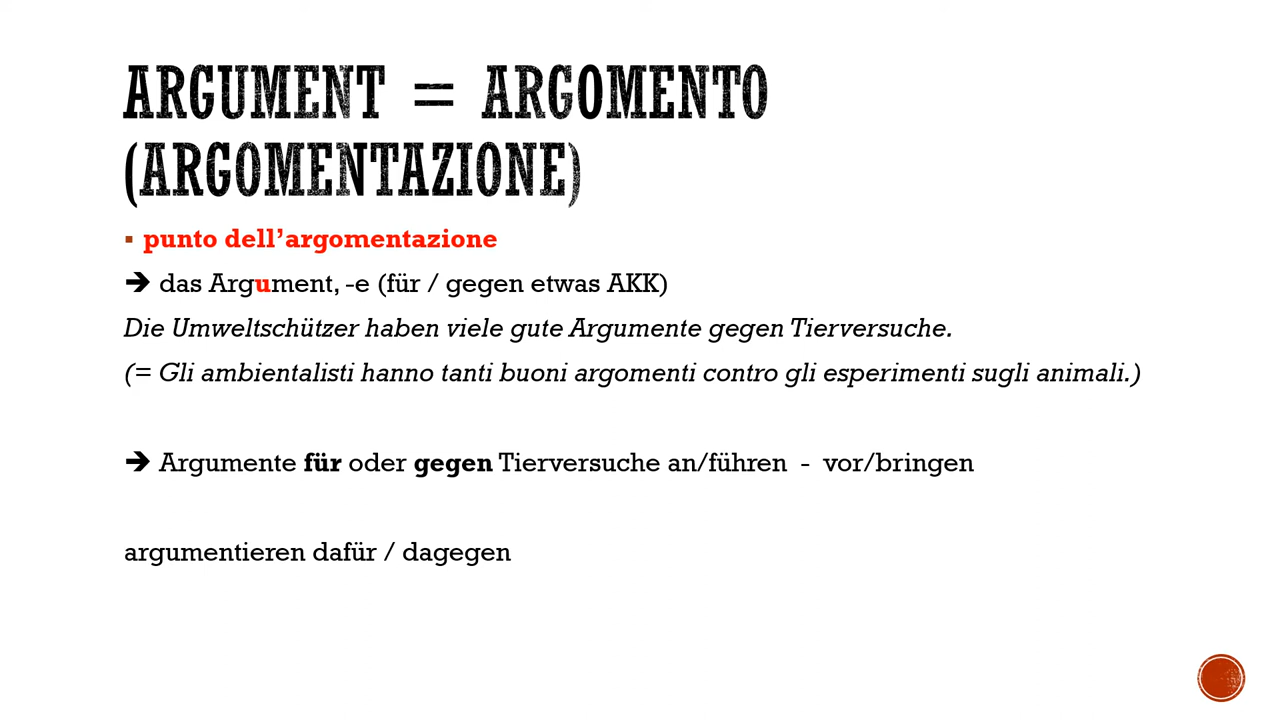 ARGUMENT = ARGOMENTO
(ARGOMENTAZIONE)
▪ punto dell’argomentazione
➔ das Argument, -e (für / gegen etwas AKK)
Die Umweltschützer haben viele gute Argumente gegen Tierversuche.
(= Gli ambientalisti hanno tanti buoni argomenti contro gli esperimenti sugli animali.)
➔ Argumente für oder gegen Tierversuche an/führen - vor/bringen
argumentieren dafür / dagegen